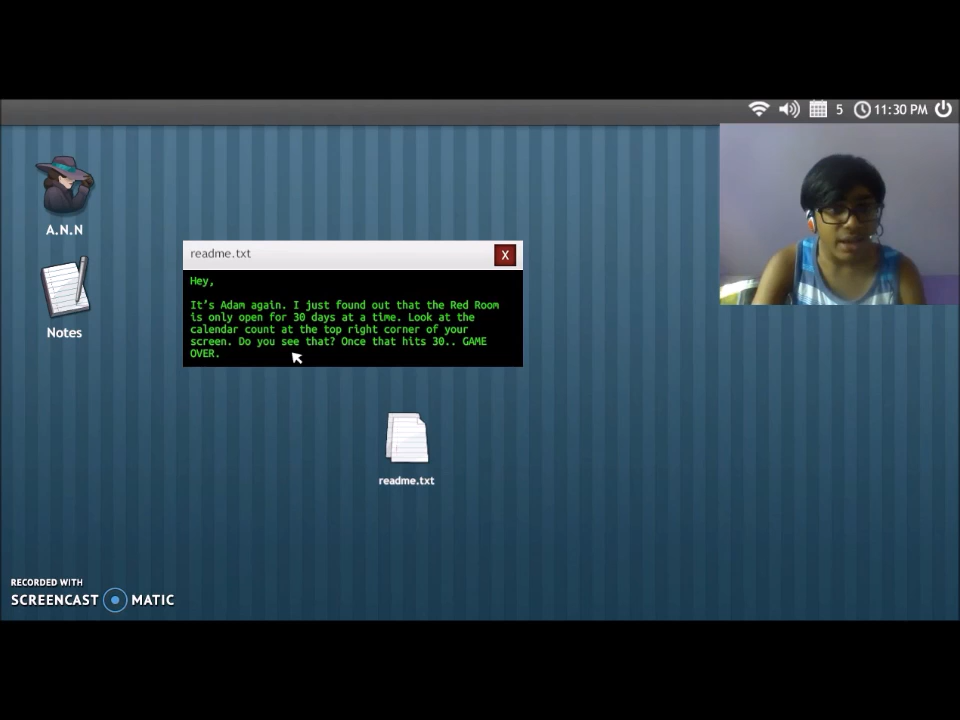 5 11:30 PM
A.N.N
Notes
readme.txt
X
Hey,
It's Adam again. I just found out that the Red Room
is only open for 30 days at a time. Look at the
calendar count at the top right corner of your
screen. Do you see that? Once that hits 30.. GAME
OVER.
readme.txt
RECORDED WITH
SCREENCAST MATIC